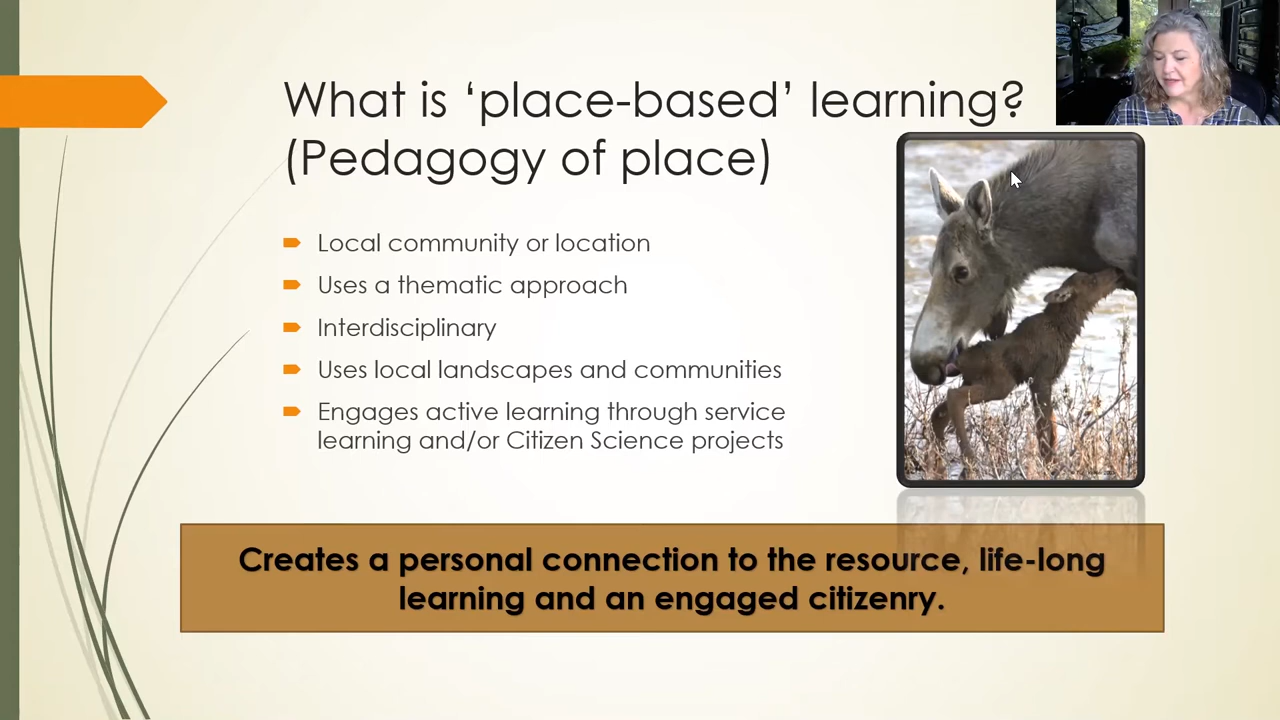 What is ‘place-based’ learning?
(Pedagogy of place)
Local community or location
Uses a thematic approach
Interdisciplinary
Uses local landscapes and communities
Engages active learning through service
learning and/or Citizen Science projects
Creates a personal connection to the resource, life-long
learning and an engaged citizenry.